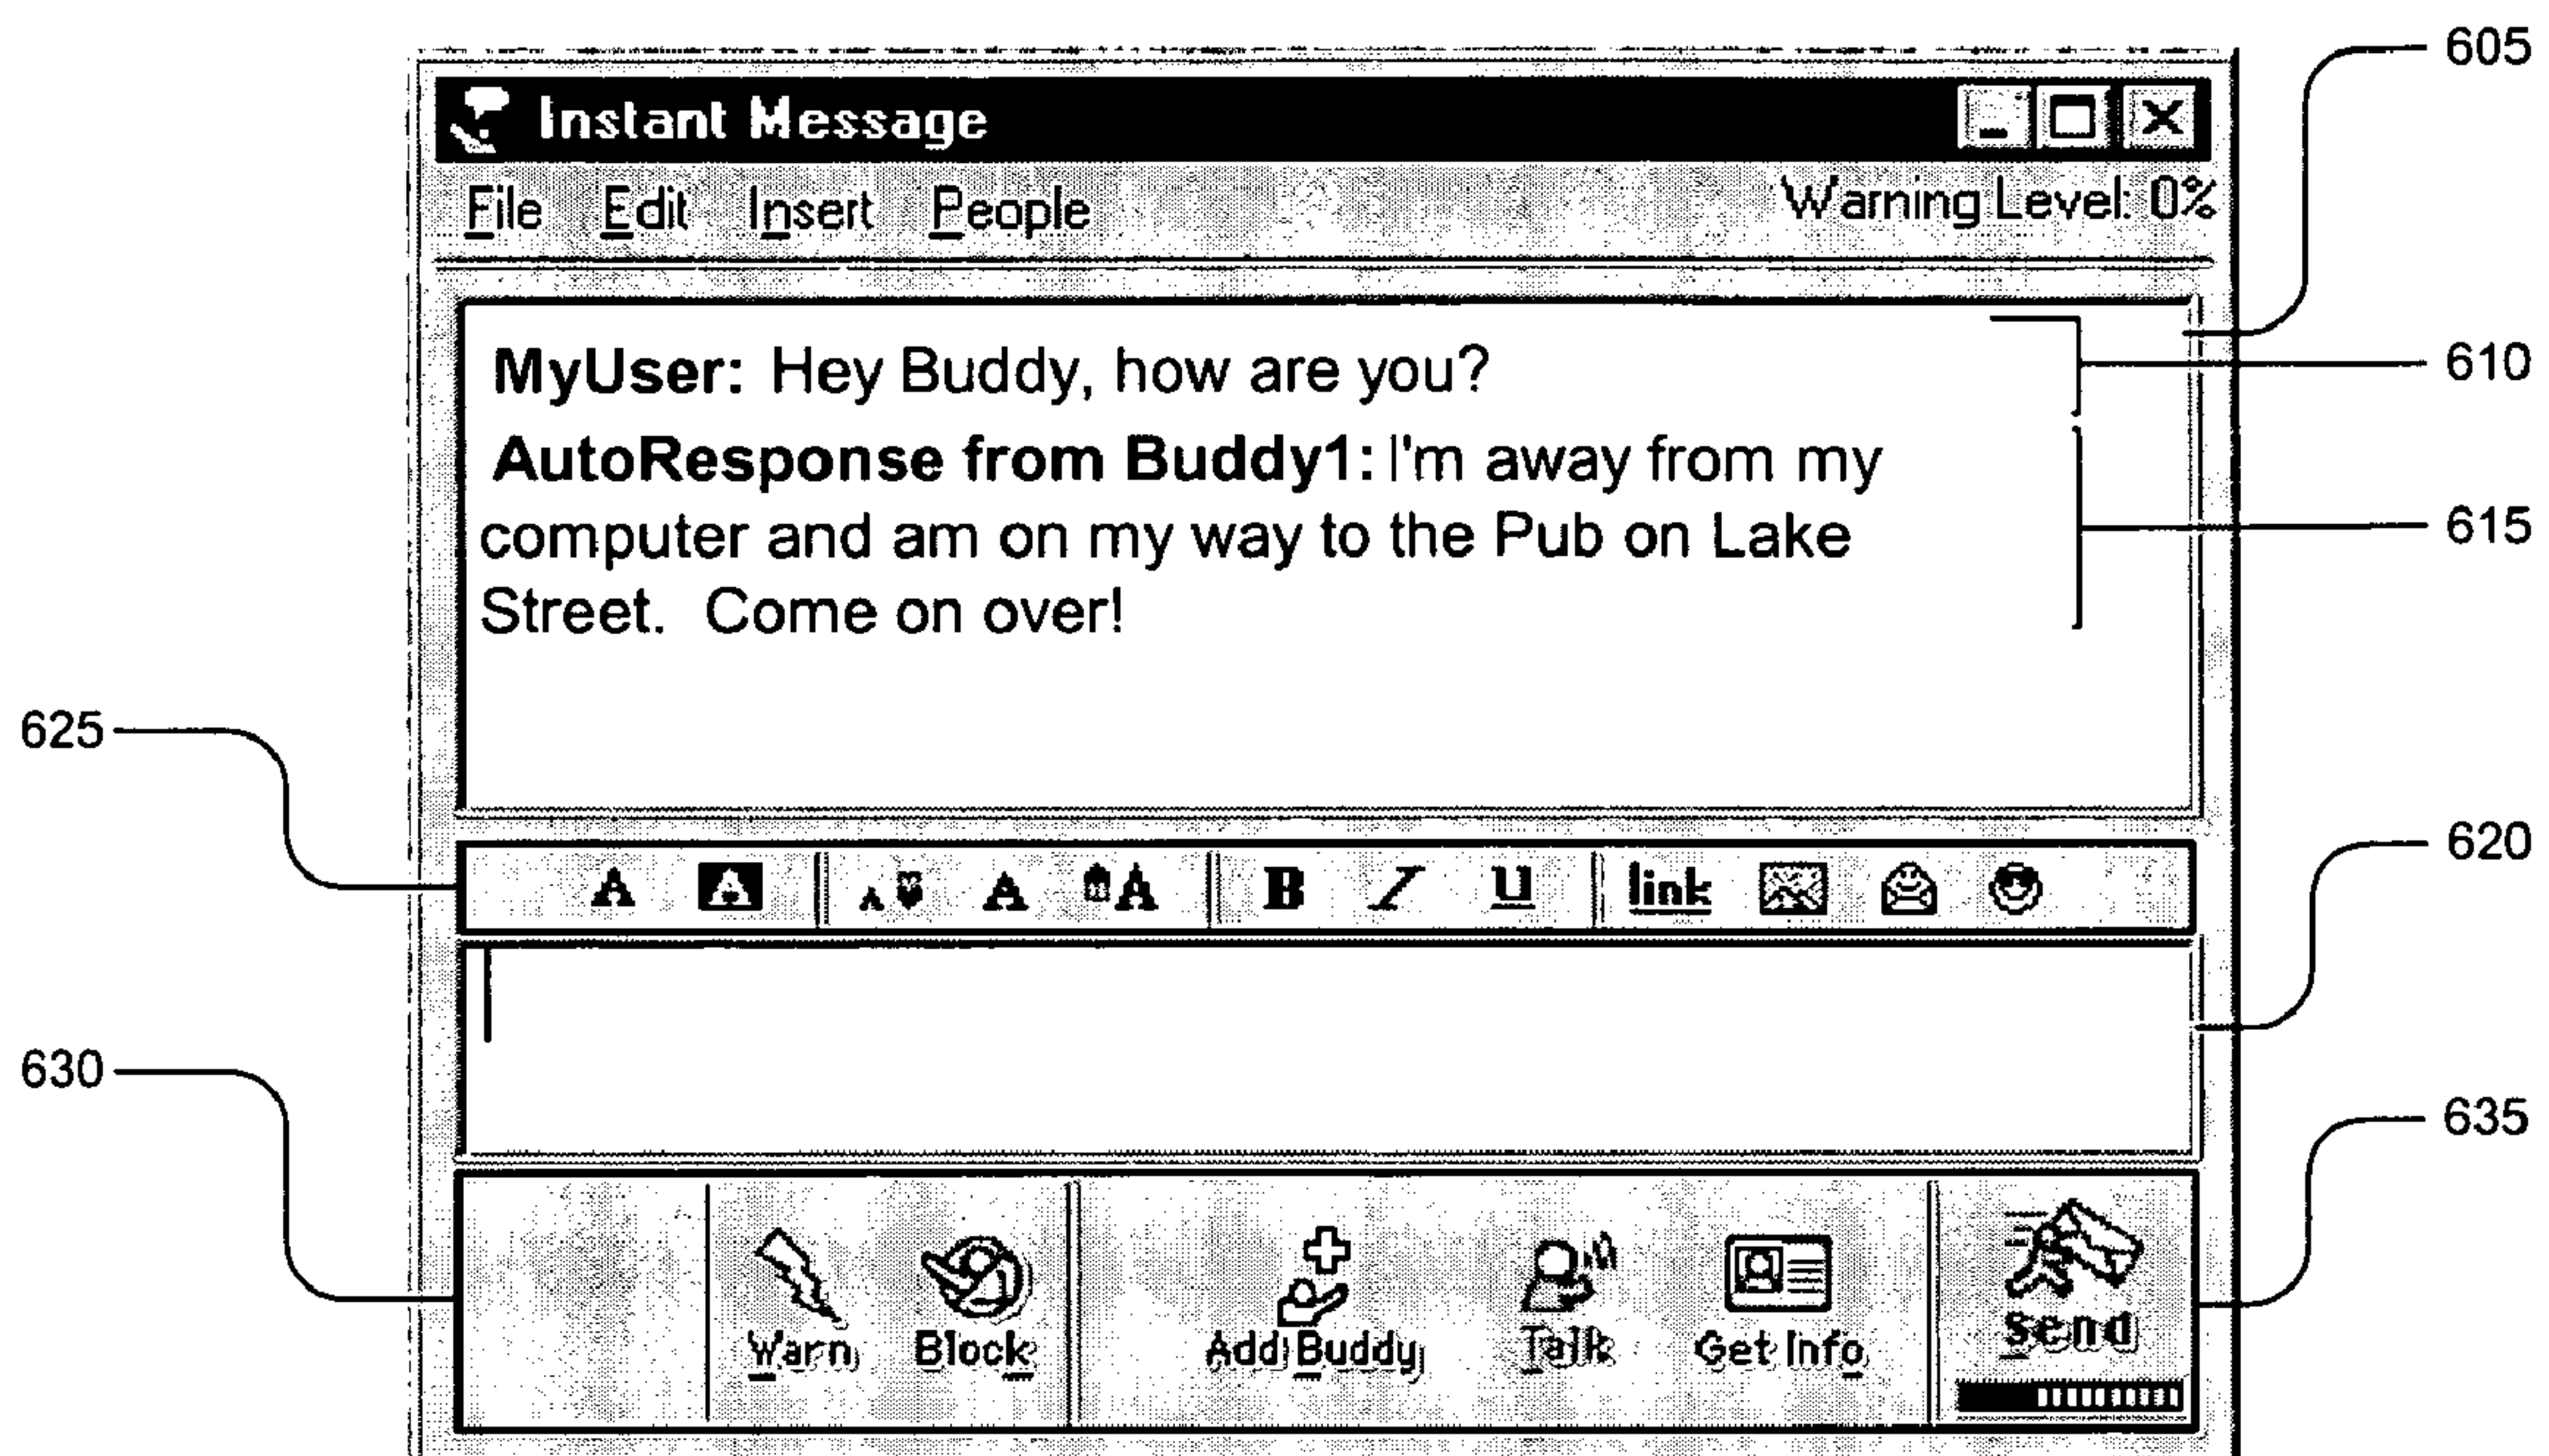 605
Instant Message
File Edit Insert People Warning Level: 0%
MyUser: Hey Buddy, how are you?
610
AutoResponse from Buddy1: I'm away from my
computer and am on my way to the Pub on Lake
615
Street. Come on over!
625
620
A A A A A B I U link
630
635
Warn Block Add Buddy Talk Get Info Send